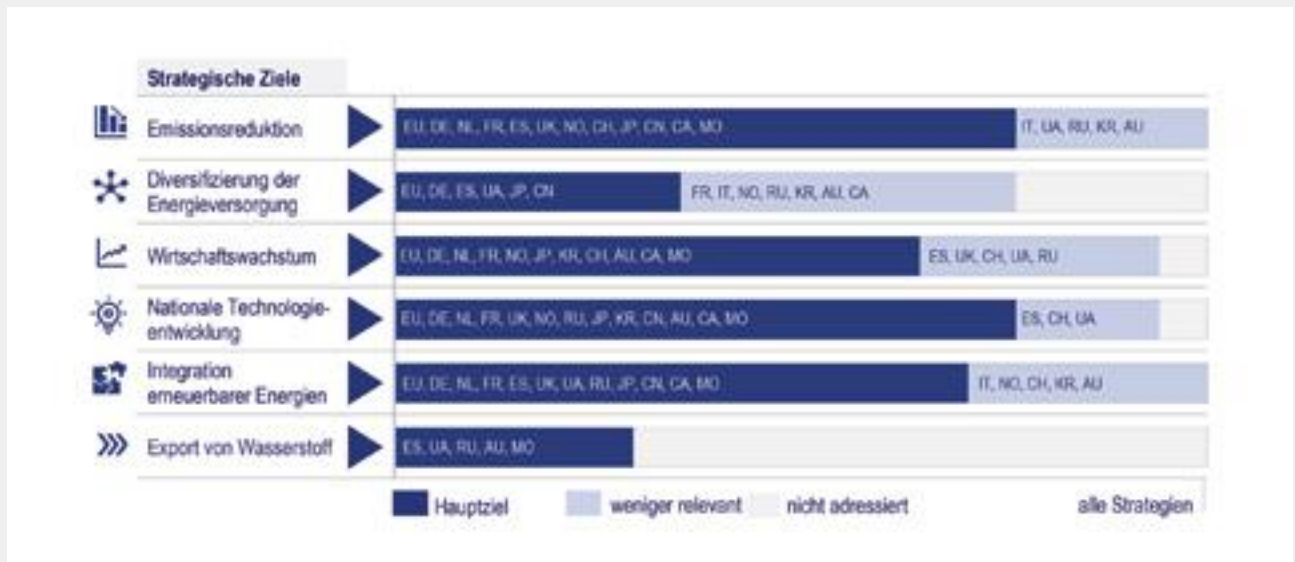 Strategische Ziele
Emissionsreduktion
EU, DE, NL, FR, ES, UK, NO, CH, JP, CN, CA, MO
IT, UA, RU, KR, AU
Diversifizierung der
Energieversorgung
EU, DE, ES, UA, JP, CN
FR, IT, NO, RU, KR, AU, CA
Wirtschaftswachstum
EU, DE, NL, FR, NO, JP, KR, CH, AU, CA, MO
ES, UK, CH, UA, RU
Nationale Technologie-
entwicklung
EU, DE, NL, FR, UK, NO, RU, JP, KR, CN, AU, CA, MO
ES, CH, UA
Integration
erneuerbarer Energien
EU, DE, NL, FR, ES, UK, UA, RU, JP, CN, CA, MO
IT, NO, CH, KR, AU
Export von Wasserstoff
ES, UA, RU, AU, MO
Hauptziel
weniger relevant
nicht adressiert
alle Strategien